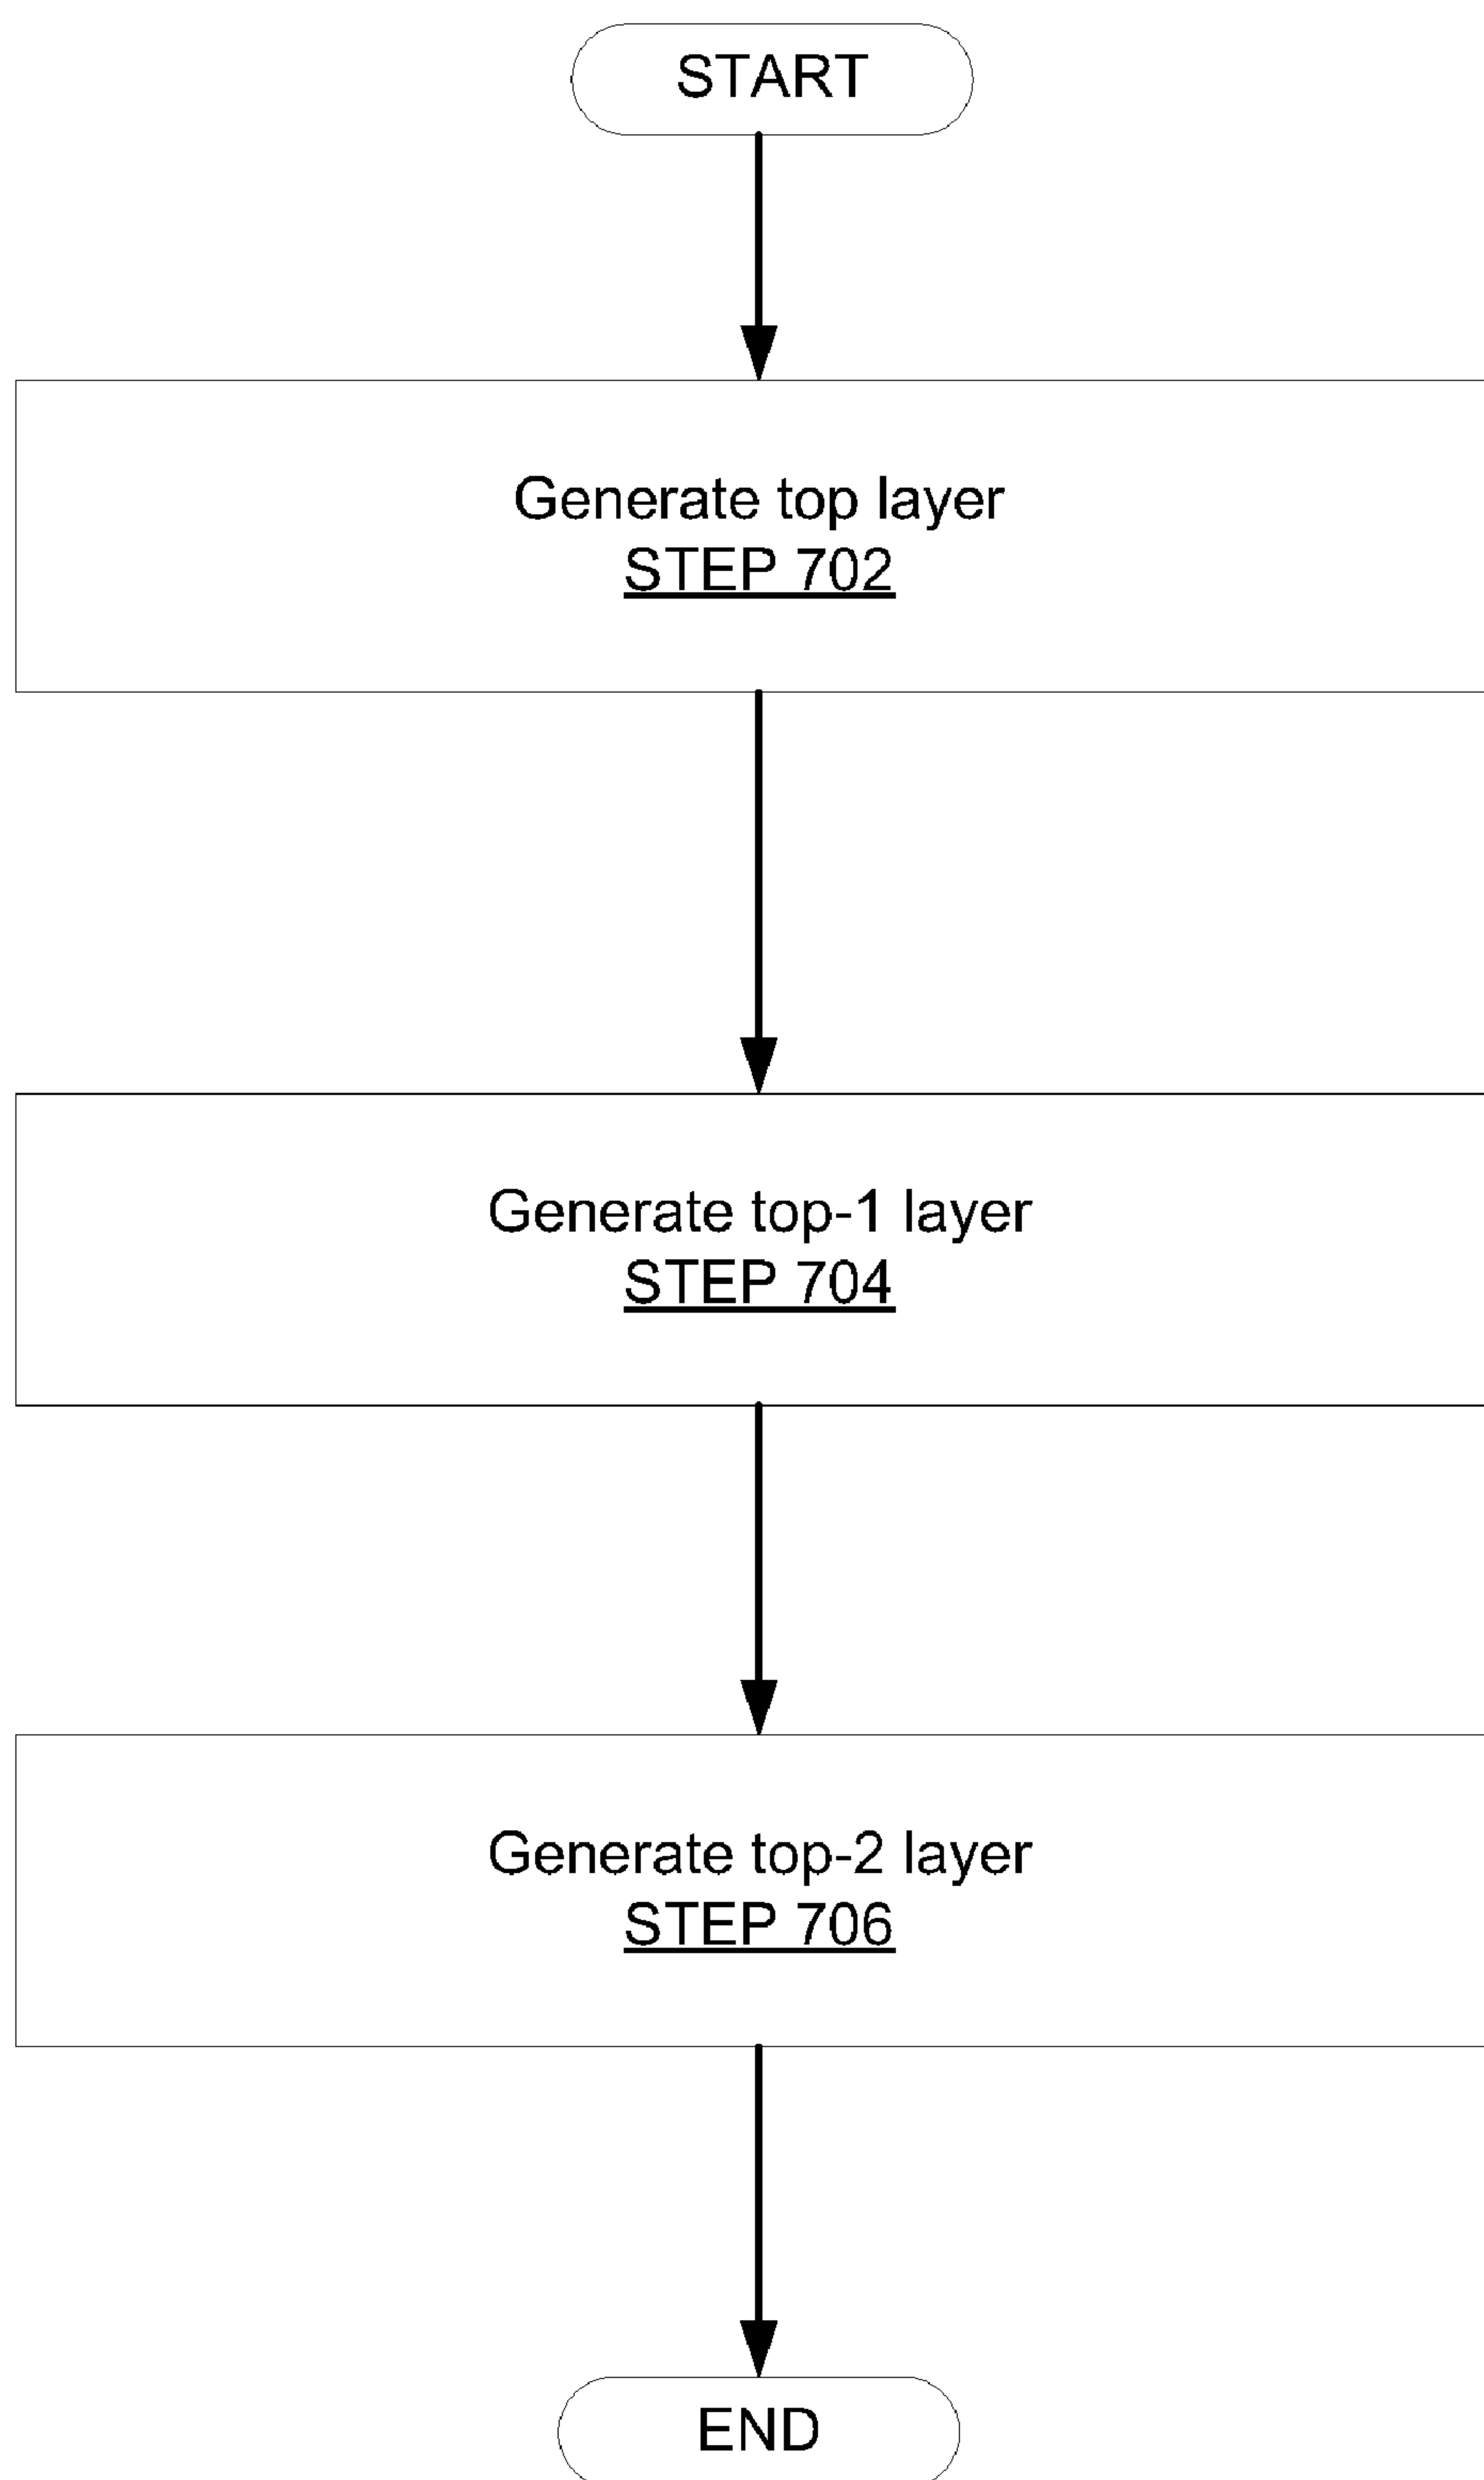 START
Generate top layer
STEP 702
Generate top-1 layer
STEP 704
Generate top-2 layer
STEP 706
END